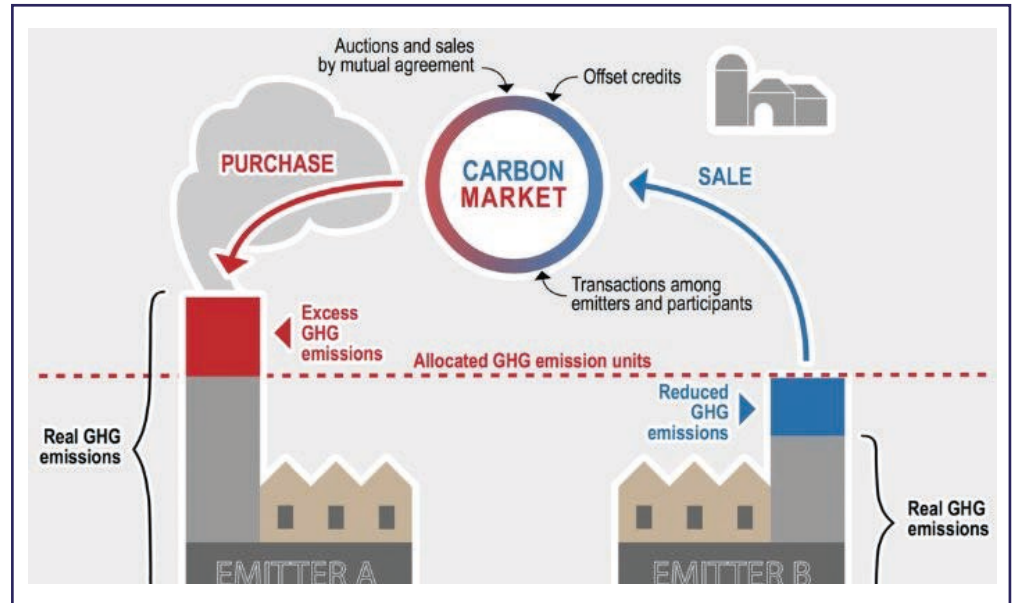 Auctions and sales
by mutual agreement
Offset credits
PURCHASE
CARBON
MARKET
SALE
Transactions among
emitters and participants
Excess
GHG
emissions
Allocated GHG emission units
Reduced
GHG
emissions
Real GHG
emissions
Real GHG
emissions
EMITTER A
EMITTER B